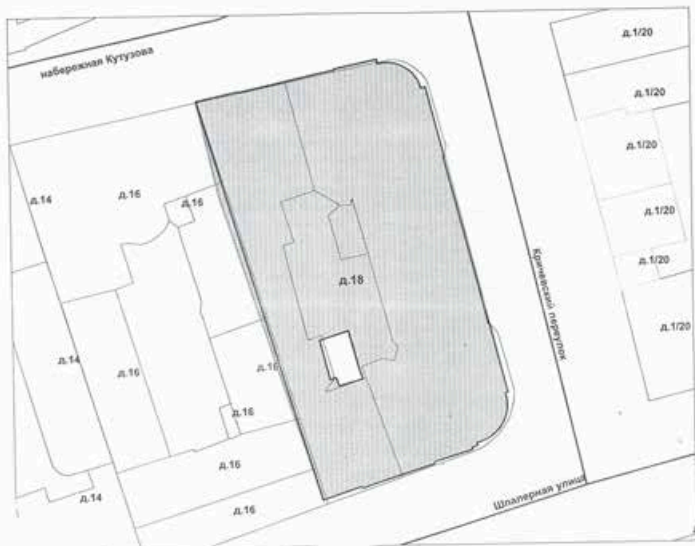 набережная Кутузова
д.1/20
д.1/20
д.1/20
д.14
д.16
д.16
д.1/20
д.1/20
д.18
Криневский переулок
д.1/20
д.14
д.16
д.16
д.16
д.16
д.14
д.16
Шпалерная улица